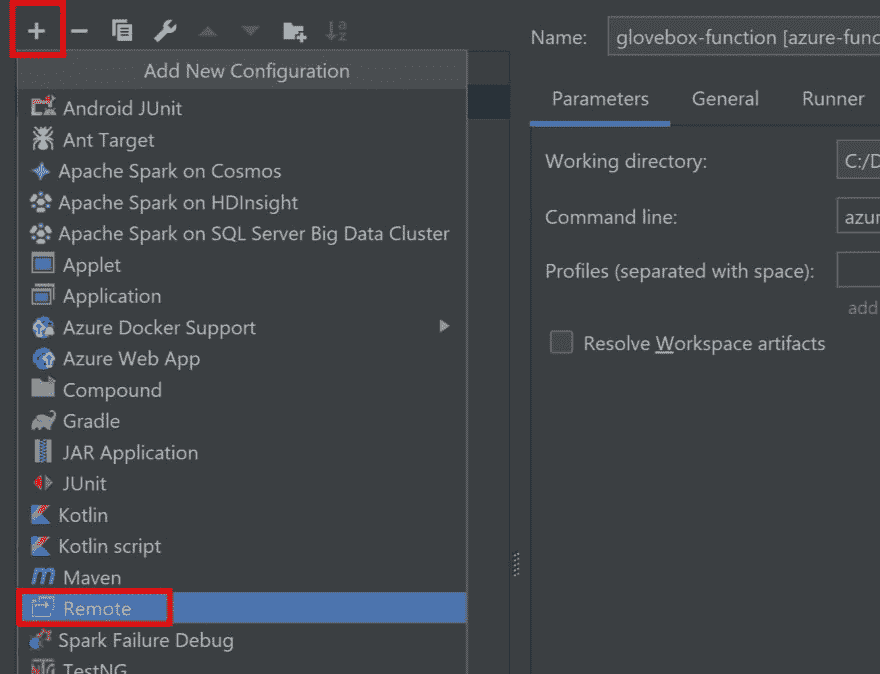 Add New Configuration
Android JUnit
Ant Target
Apache Spark on Cosmos
Apache Spark on HDInsight
Apache Spark on SQL Server Big Data Cluster
Applet
Application
Azure Docker Support
Azure Web App
Compound
Gradle
JAR Application
JUnit
Kotlin
Kotlin script
Maven
Remote
Spark Failure Debug
TestNG
Name: glovebox-function [azure-func
Parameters General Runner
Working directory: C:/D
Command line: azur
Profiles (separated with space):
add
Resolve Workspace artifacts